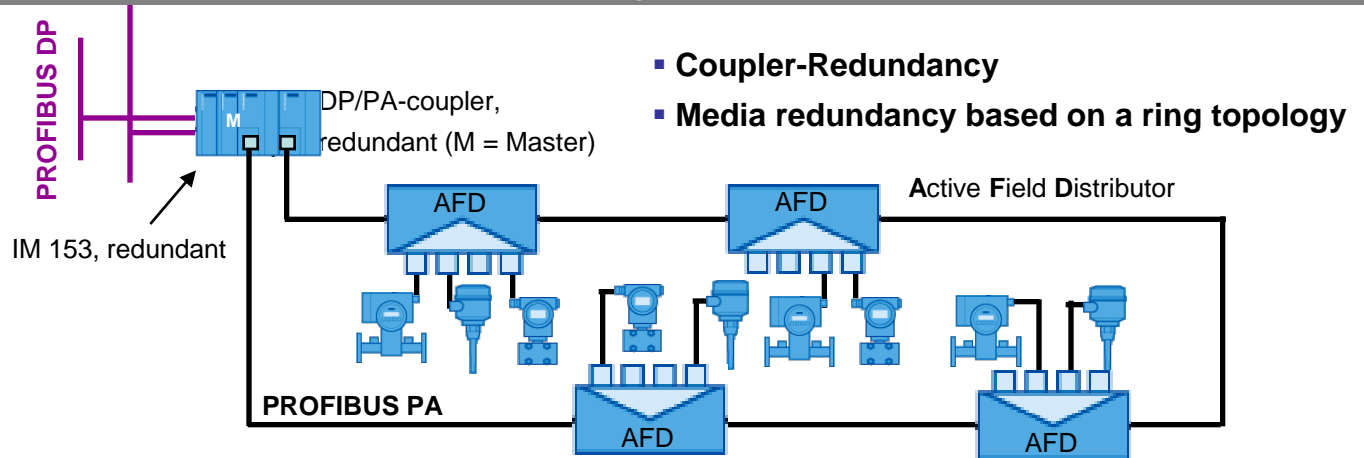 PROFIBUS DP
▪ Coupler-Redundancy
▪ Media redundancy based on a ring topology
DP/PA-coupler,
redundant (M = Master)
M
IM 153, redundant
Active Field Distributor
AFD
AFD
PROFIBUS PA
AFD
AFD